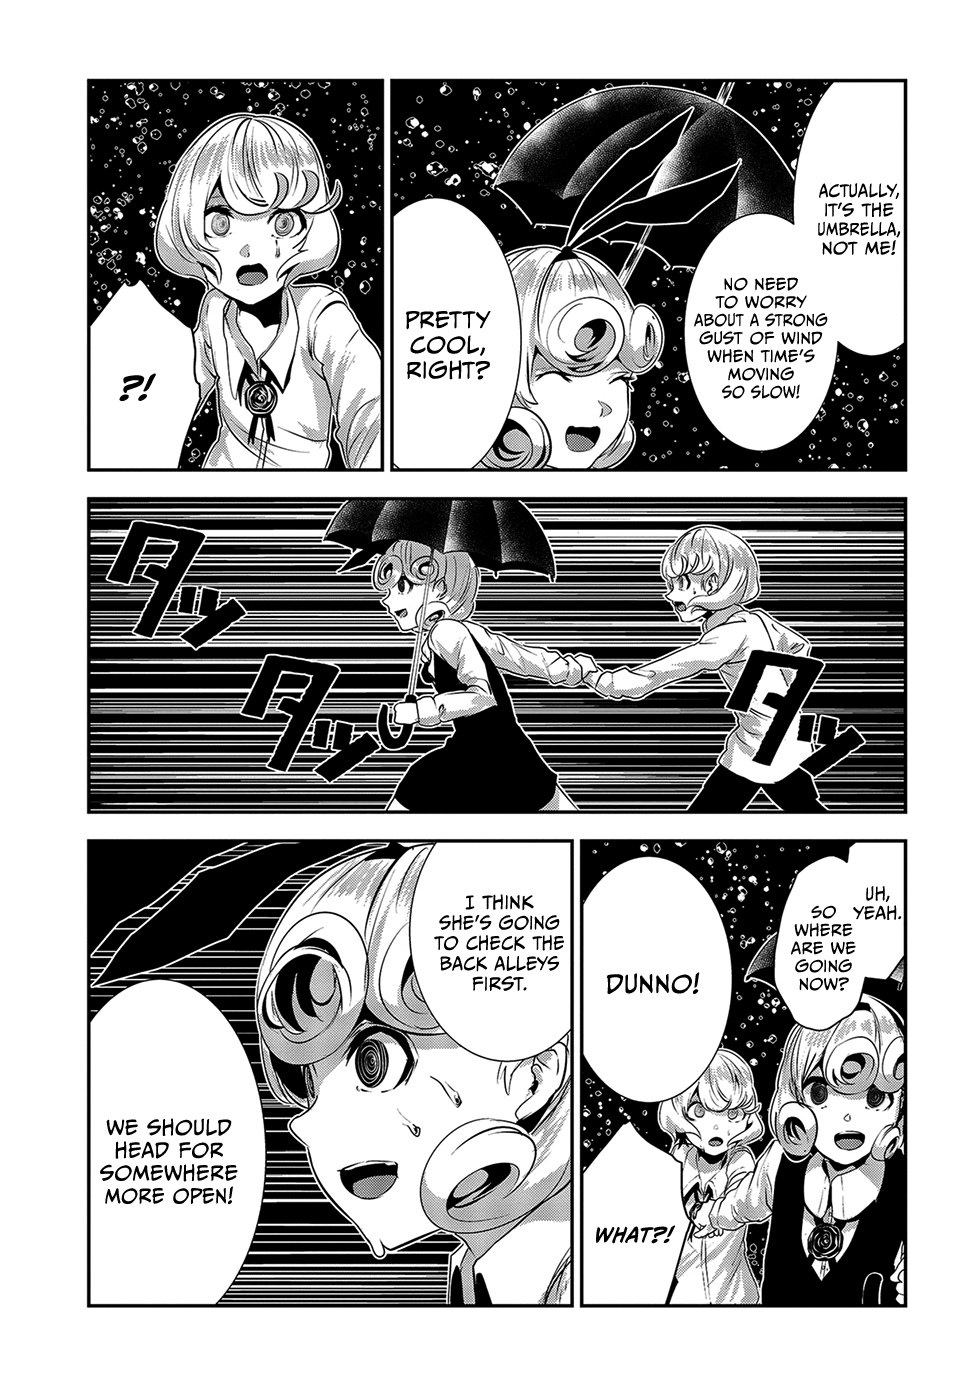 ACTUALLY,
IT'S THE
UMBRELLA,
NOT ME!
NO NEED
TO WORRY
ABOUT A STRONG
GUST OF WIND
WHEN TIME'S
MOVING
SO SLOW!
PRETTY
COOL,
RIGHT?
?!
タッ
タッ
タッ
UH,
YEAH.
SO
WHERE
ARE WE
GOING
NOW?
DUNNO!
WHAT?!
I THINK
SHE'S GOING
TO CHECK THE
BACK ALLEYS
FIRST.
WE SHOULD
HEAD FOR
SOMEWHERE
MORE OPEN!